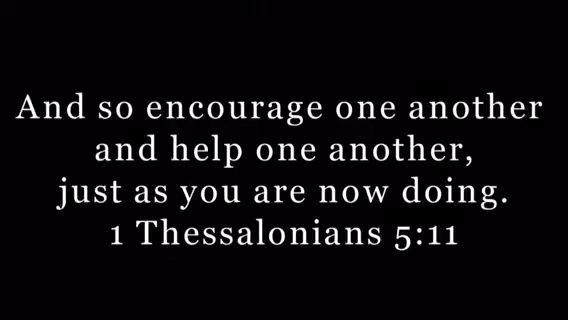 And so encourage one another
and help one another,
just as you are now doing.
1 Thessalonians 5:11